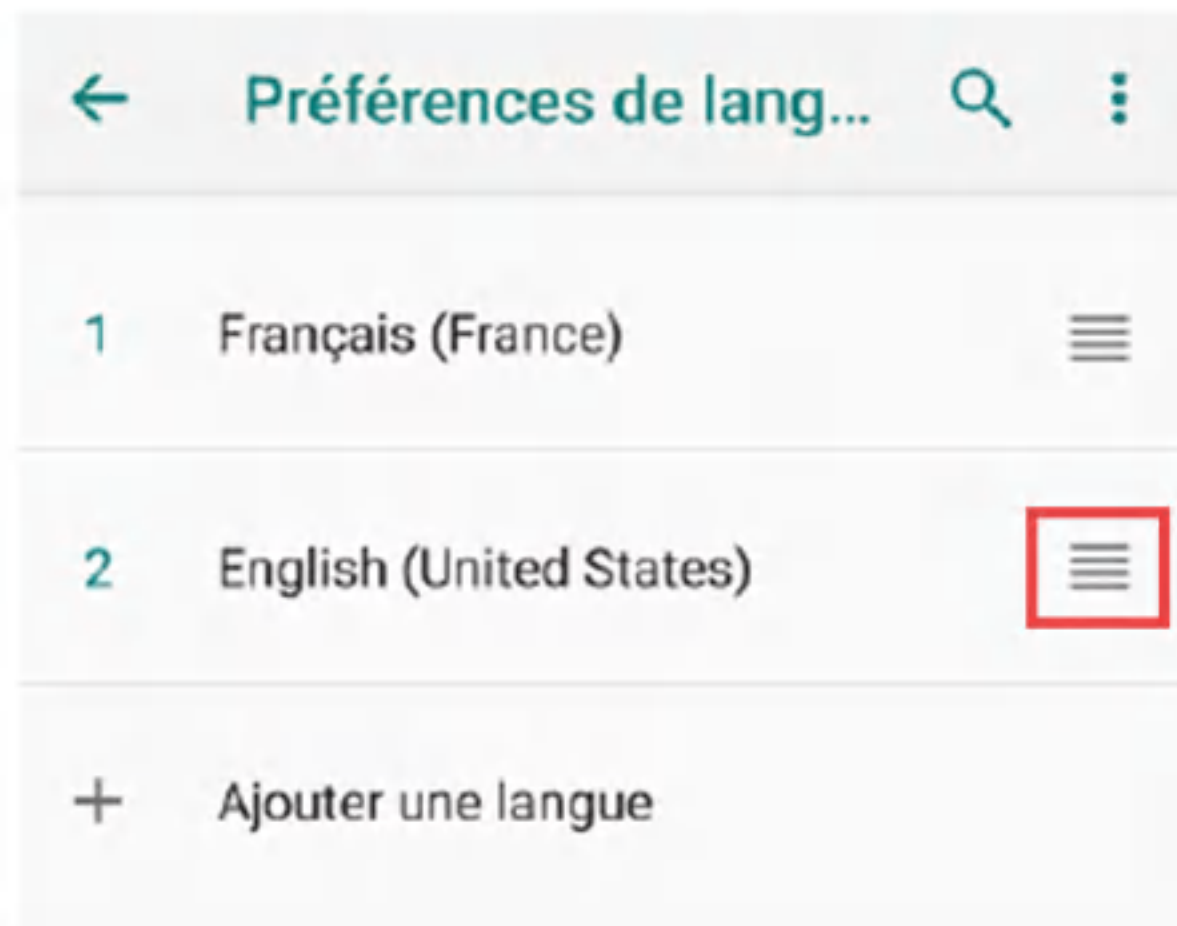 Préférences de lang...
1 Français (France)
2 English (United States)
Ajouter une langue